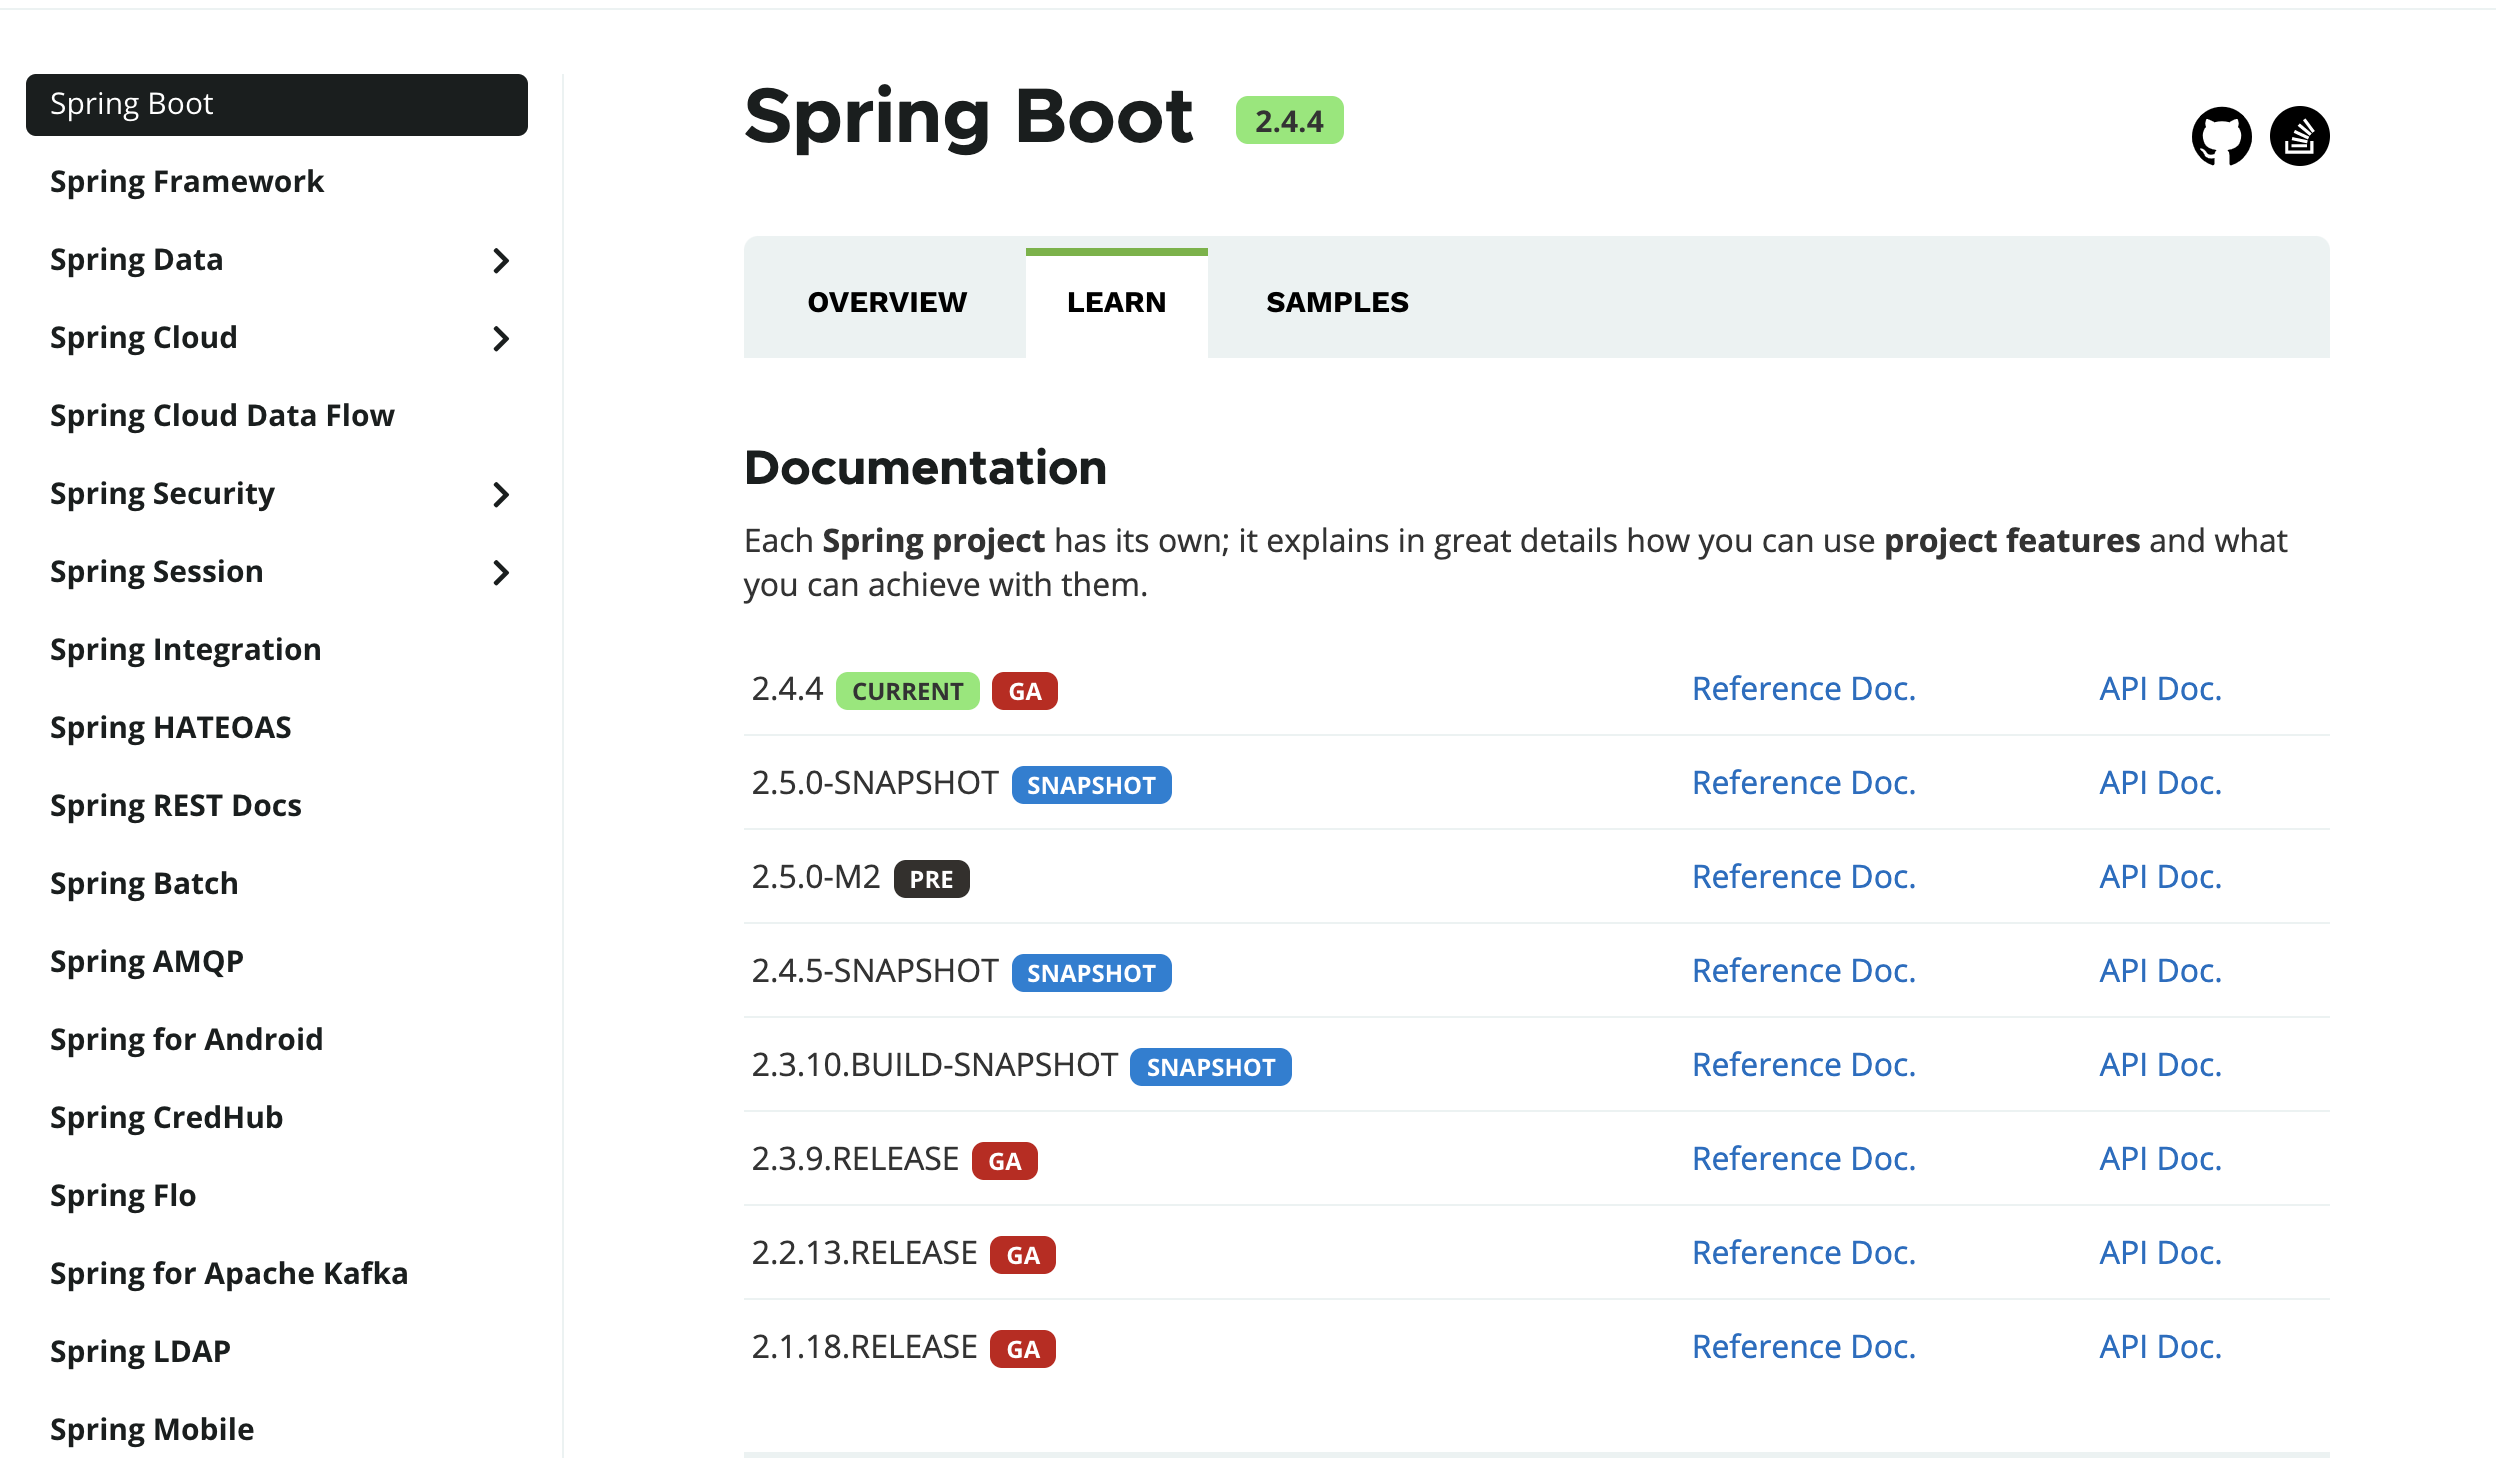 Spring Boot
Spring Framework
Spring Data
Spring Cloud
Spring Cloud Data Flow
Spring Security
Spring Session
Spring Integration
Spring HATEOAS
Spring REST Docs
Spring Batch
Spring AMQP
Spring for Android
Spring CredHub
Spring Flo
Spring for Apache Kafka
Spring LDAP
Spring Mobile
Spring Boot 2.4.4
OVERVIEW LEARN SAMPLES
Documentation
Each Spring project has its own; it explains in great details how you can use project features and what
you can achieve with them.
2.4.4 CURRENT GA Reference Doc. API Doc.
2.5.0-SNAPSHOT SNAPSHOT Reference Doc. API Doc.
2.5.0-M2 PRE Reference Doc. API Doc.
2.4.5-SNAPSHOT SNAPSHOT Reference Doc. API Doc.
2.3.10.BUILD-SNAPSHOT SNAPSHOT Reference Doc. API Doc.
2.3.9.RELEASE GA Reference Doc. API Doc.
2.2.13.RELEASE GA Reference Doc. API Doc.
2.1.18.RELEASE GA Reference Doc. API Doc.